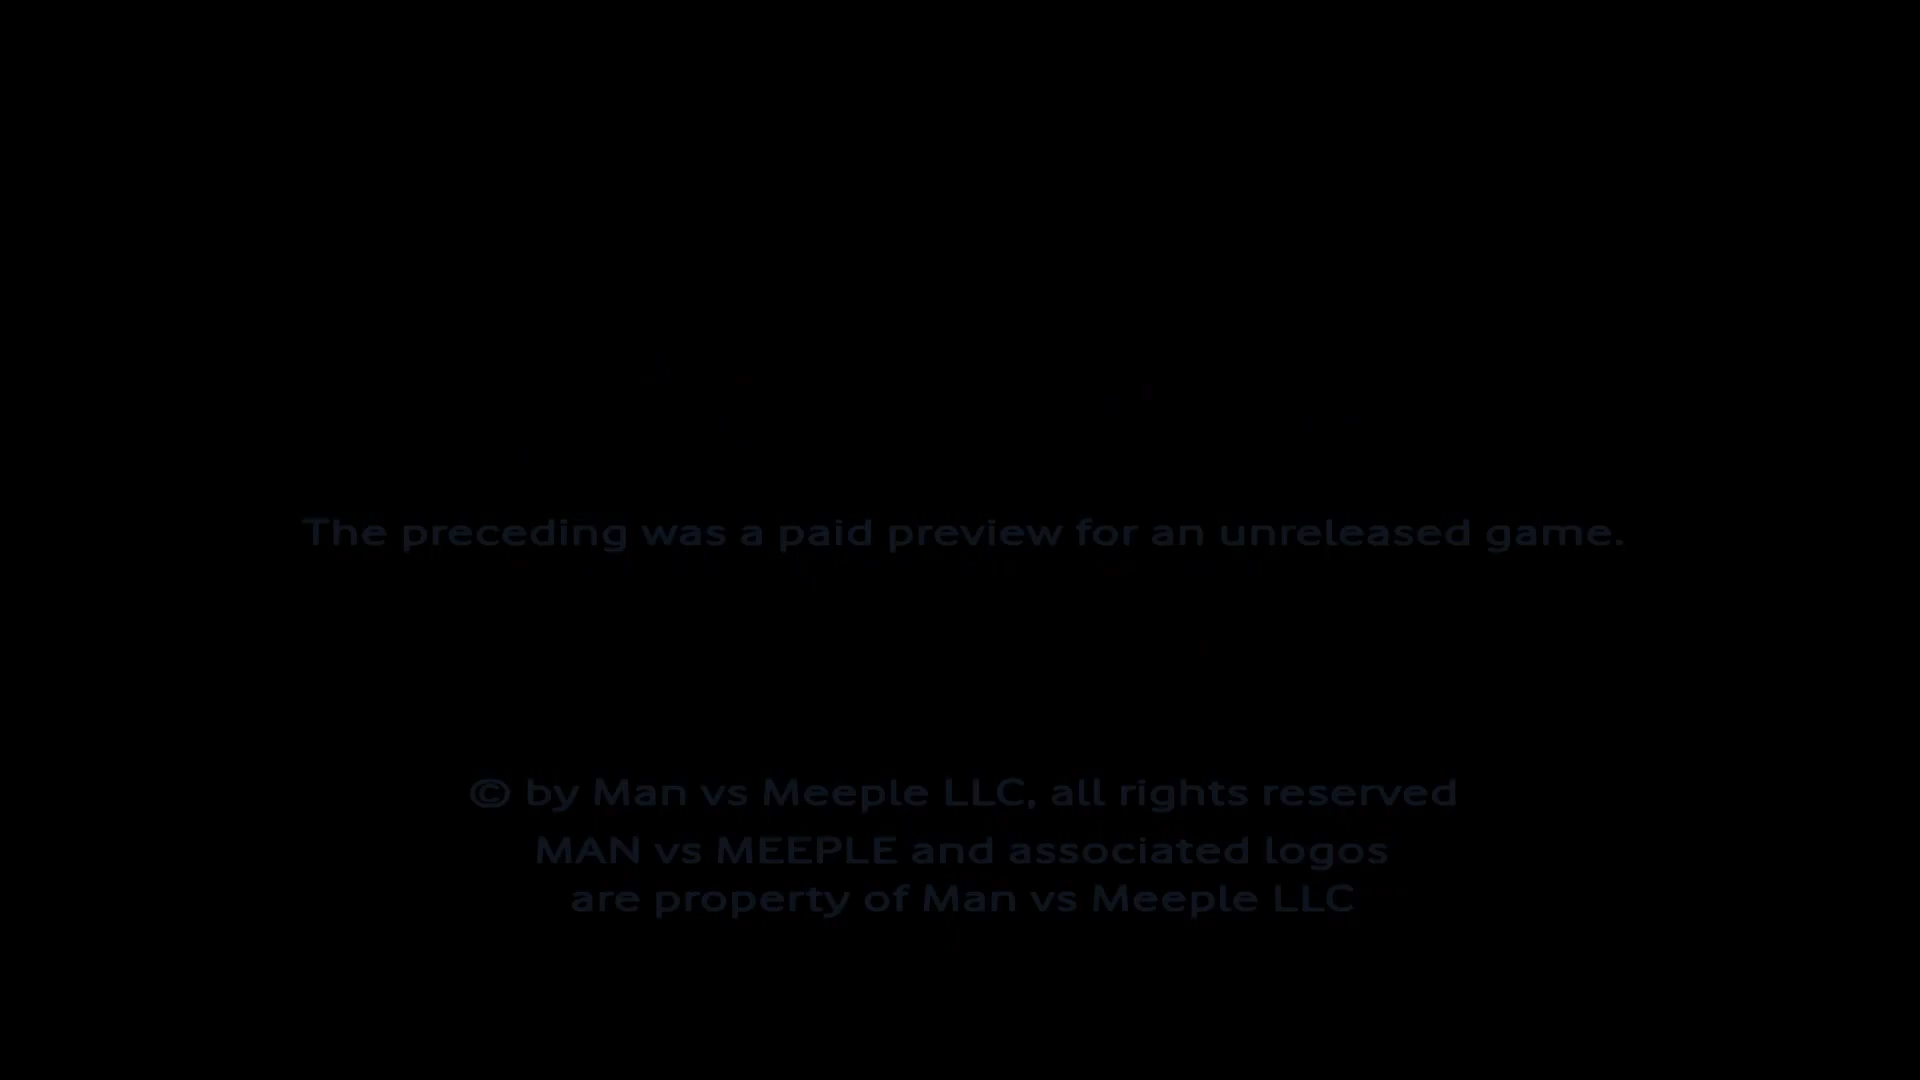 The preceding was a paid preview for an unreleased game.
© by Man vs Meeple LLC, all rights reserved
MAN vs MEEPLE and associated logos
are property of Man vs Meeple LLC